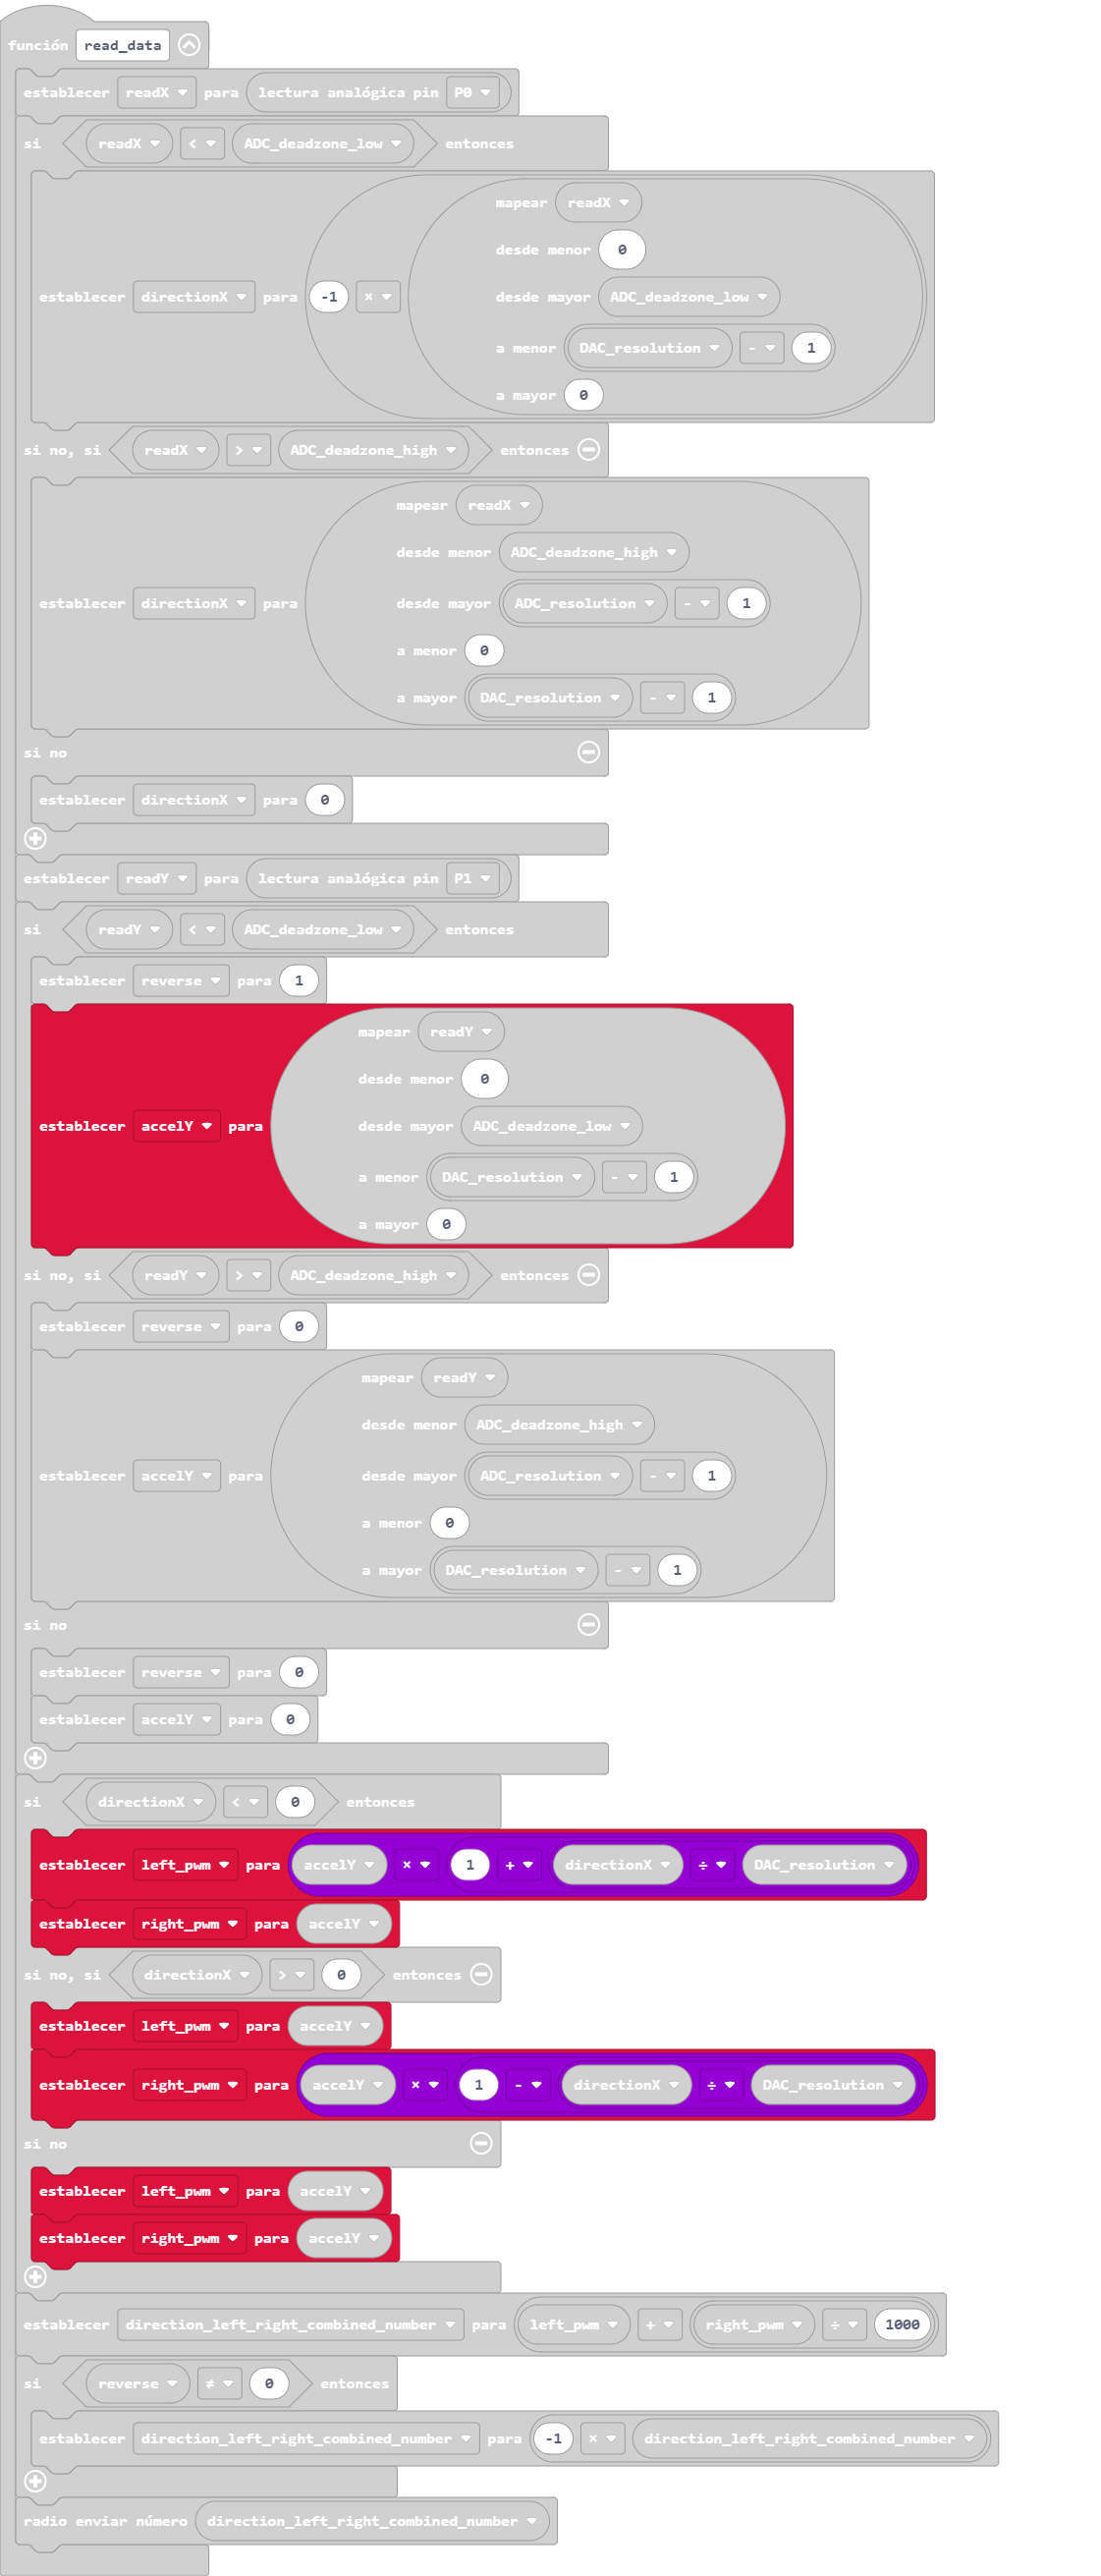 función read_data
establecer readX para lectura analógica pin P0
si readX < ADC_deadzone_low entonces
mapear readX
desde menor 0
establecer directionX para -1 × desde mayor ADC_deadzone_low
a menor DAC_resolution - 1
a mayor 0
si no, si readX > ADC_deadzone_high entonces
mapear readX
desde menor ADC_deadzone_high
establecer directionX para desde mayor ADC_resolution - 1
a menor 0
a mayor DAC_resolution - 1
si no
establecer directionX para 0
establecer readY para lectura analógica pin P1
si readY < ADC_deadzone_low entonces
establecer reverse para 1
mapear readY
desde menor 0
establecer accelY para desde mayor ADC_deadzone_low
a menor DAC_resolution - 1
a mayor 0
si no, si readY > ADC_deadzone_high entonces
establecer reverse para 0
mapear readY
desde menor ADC_deadzone_high
establecer accelY para desde mayor ADC_resolution - 1
a menor 0
a mayor DAC_resolution - 1
si no
establecer reverse para 0
establecer accelY para 0
si directionX < 0 entonces
establecer left_pwm para accelY × 1 + directionX ÷ DAC_resolution
establecer right_pwm para accelY
si no, si directionX > 0 entonces
establecer left_pwm para accelY
establecer right_pwm para accelY × 1 - directionX ÷ DAC_resolution
si no
establecer left_pwm para accelY
establecer right_pwm para accelY
establecer direction_left_right_combined_number para left_pwm + right_pwm ÷ 1000
si reverse ≠ 0 entonces
establecer direction_left_right_combined_number para -1 × direction_left_right_combined_number
radio enviar número direction_left_right_combined_number